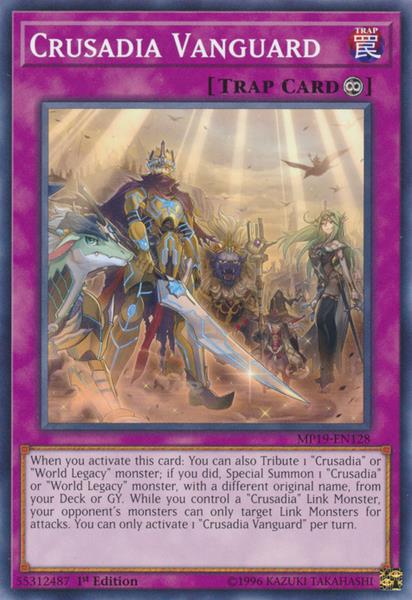 CRUSADIA VANGUARD
TRAP
罠
[TRAP CARD ]
MP19-EN128
When you activate this card: You can also Tribute 1 "Crusadia" or
"World Legacy" monster; if you did, Special Summon 1 "Crusadia"
or "World Legacy" monster, with a different original name, from
your Deck or GY. While you control a "Crusadia" Link Monster,
your opponent's monsters can only target Link Monsters for
attacks. You can only activate 1 "Crusadia Vanguard" per turn.
55312487 1st Edition ©1996 KAZUKI TAKAHASHI